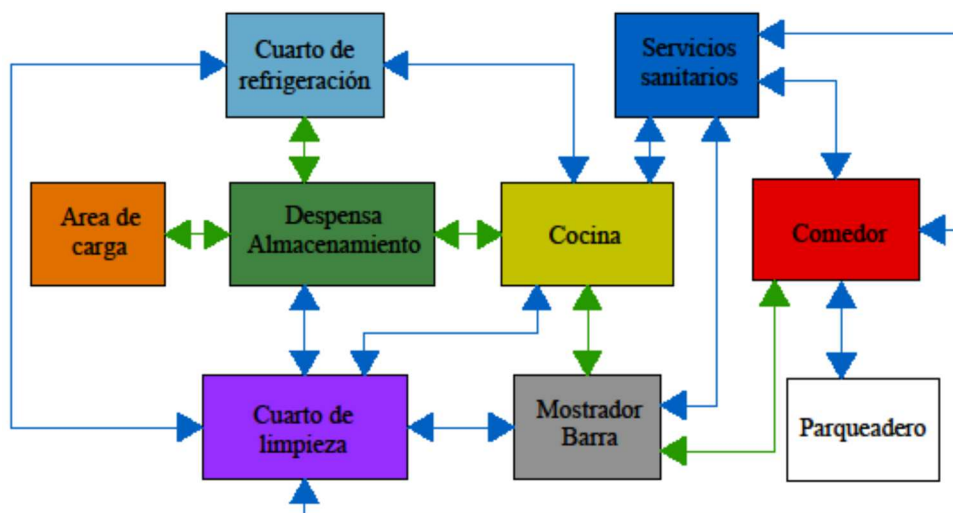 Cuarto de
refrigeración
Servicios
sanitarios
Area de
carga
Despensa
Almacenamiento
Cocina
Comedor
Cuarto de
limpieza
Mostrador
Barra
Parqueadero